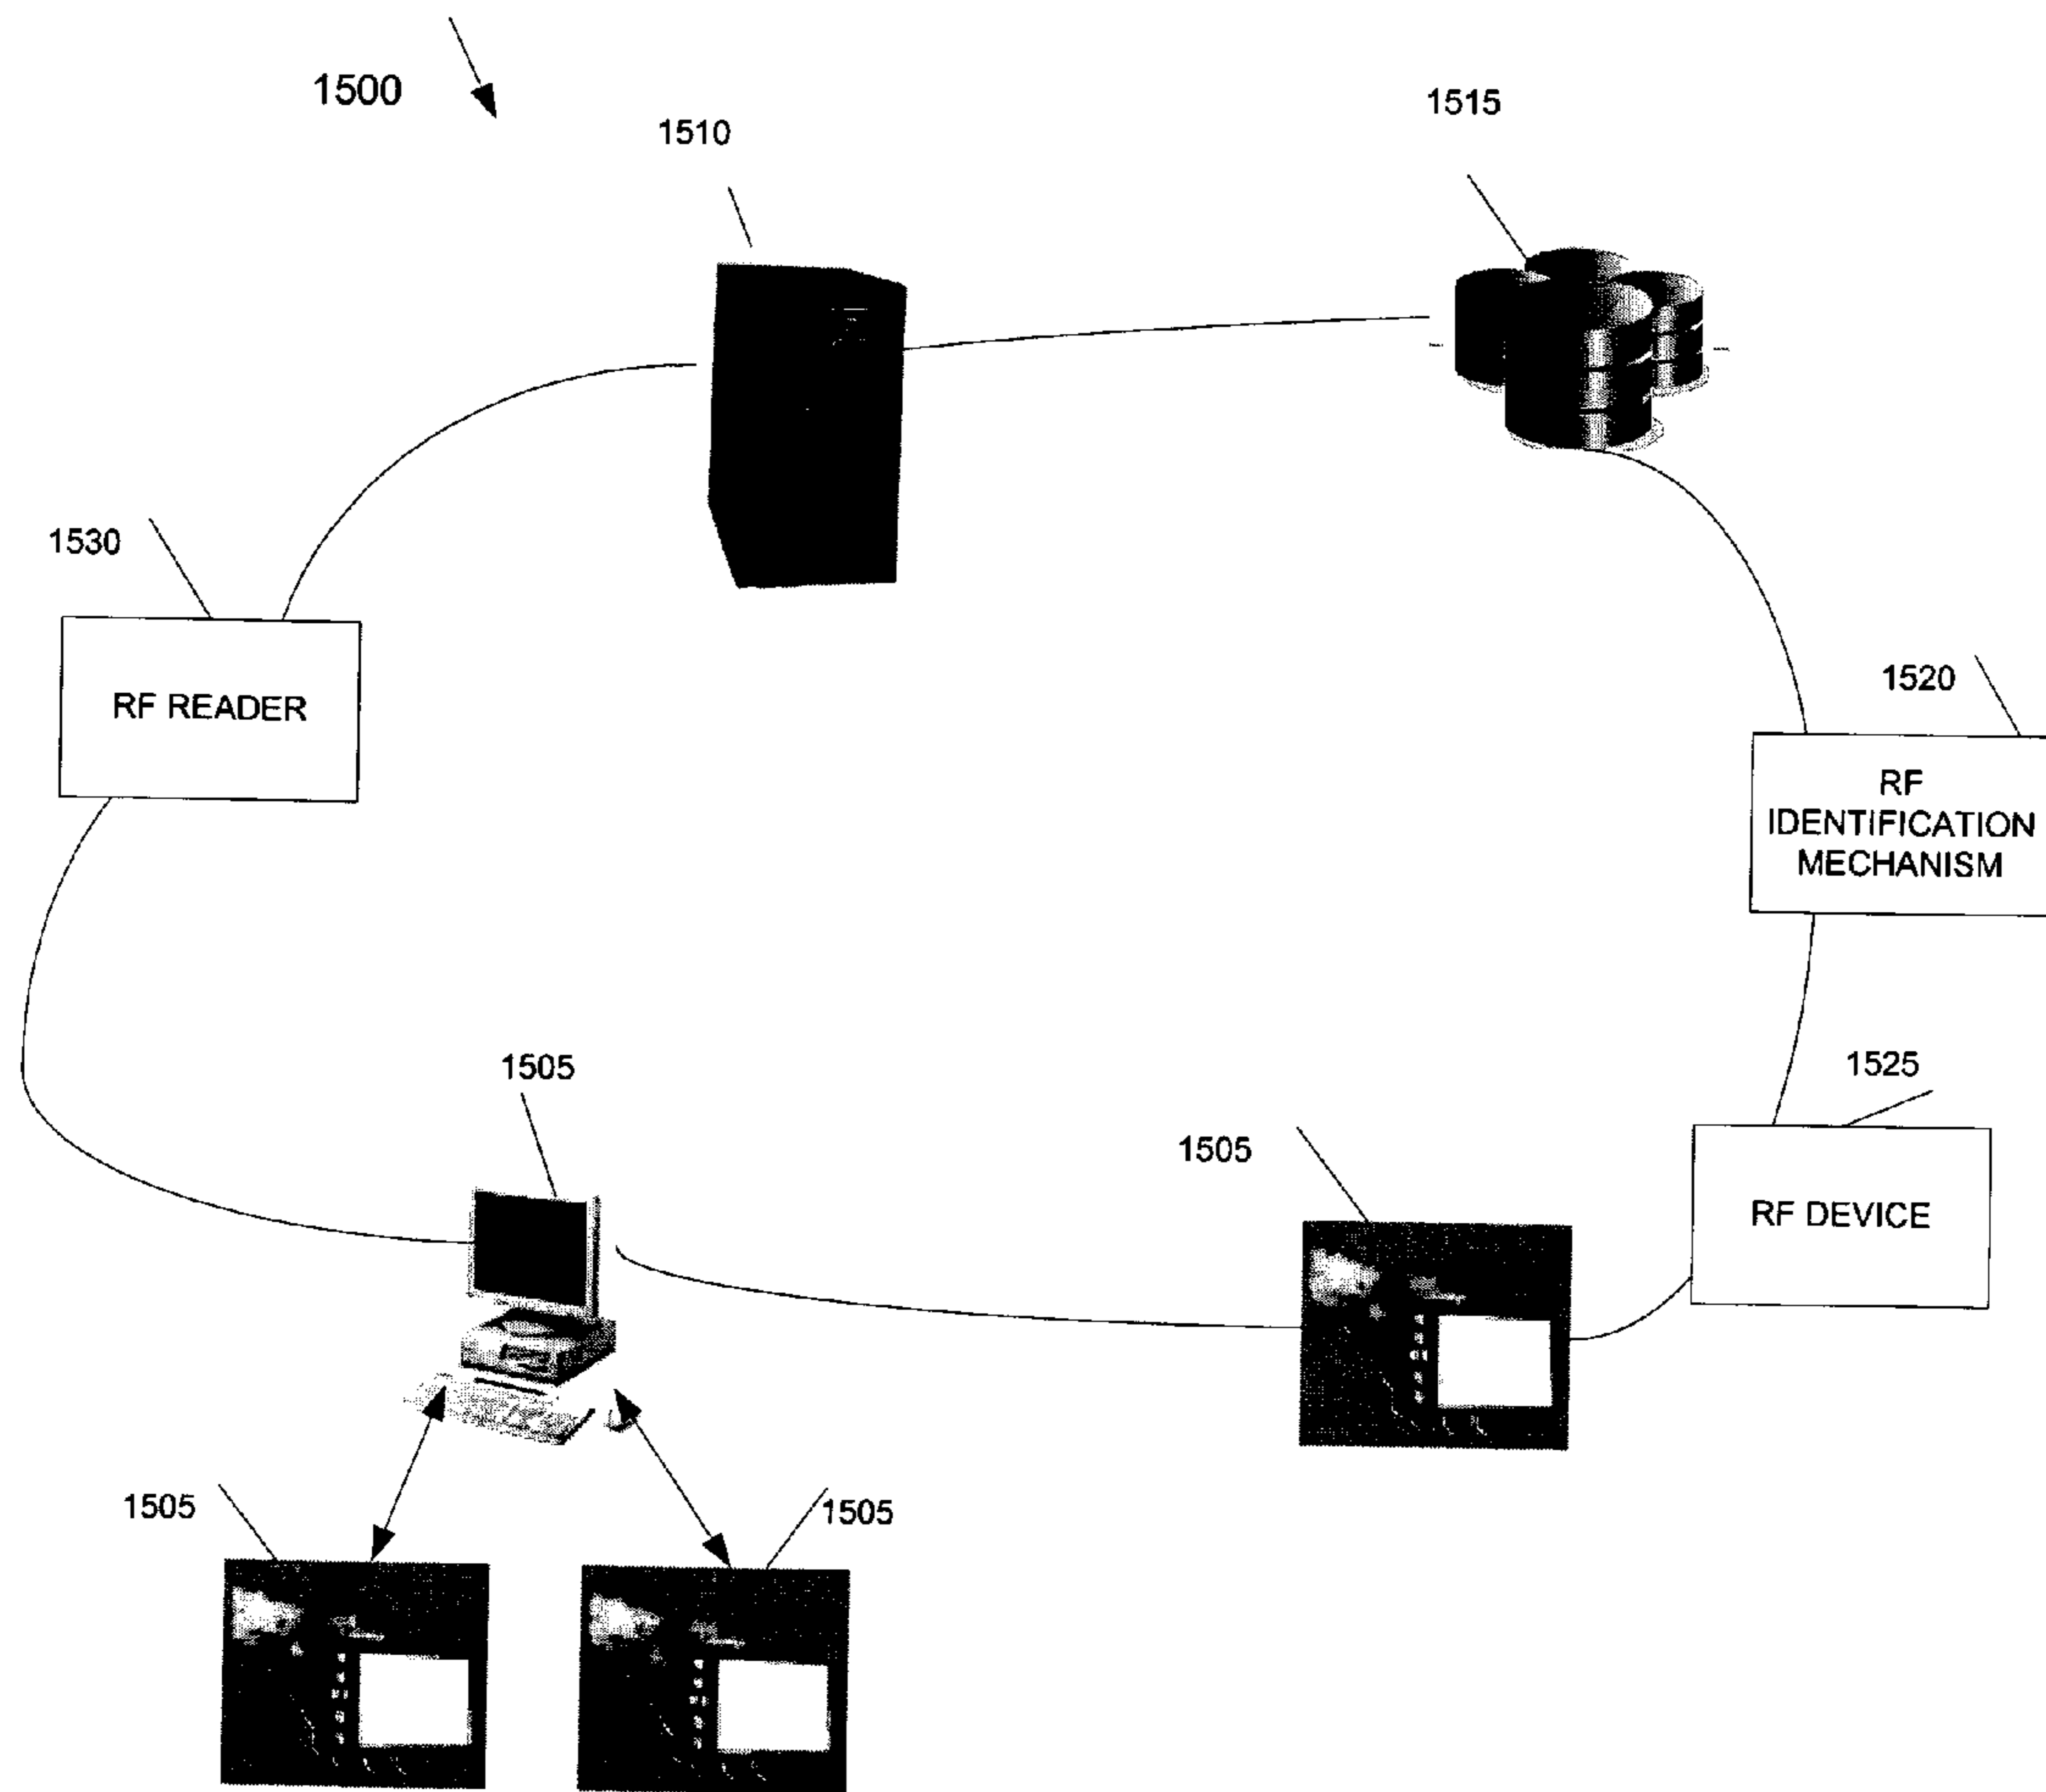 1500
1510
1515
1530
RF READER
1520
RF
IDENTIFICATION
MECHANISM
1505
1525
1505
RF DEVICE
1505
1505